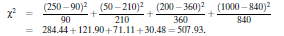 χ² = (250−90)²/90 + (50−210)²/210 + (200−360)²/360 + (1000−840)²/840
= 284.44+121.90+71.11+30.48 = 507.93.